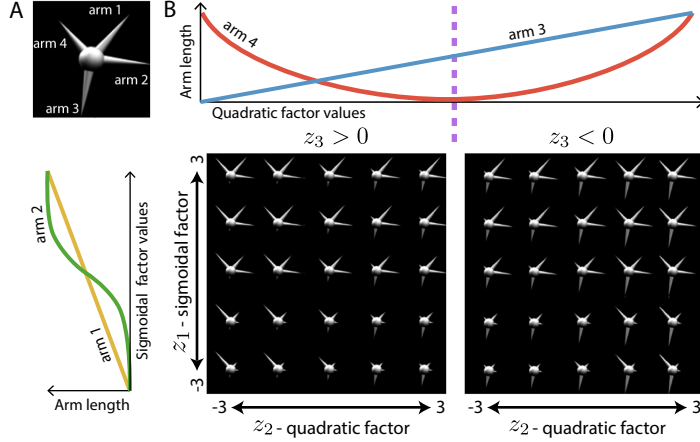 A
arm 1
arm 4
arm 2
arm 3
B
Arm length
arm 4
arm 3
Quadratic factor values
z₃ > 0
z₃ < 0
arm 2
arm 1
Sigmoidal factor values
Arm length
3
z₁ - sigmoidal factor
-3
-3
3
z₂ - quadratic factor
-3
3
z₂ - quadratic factor